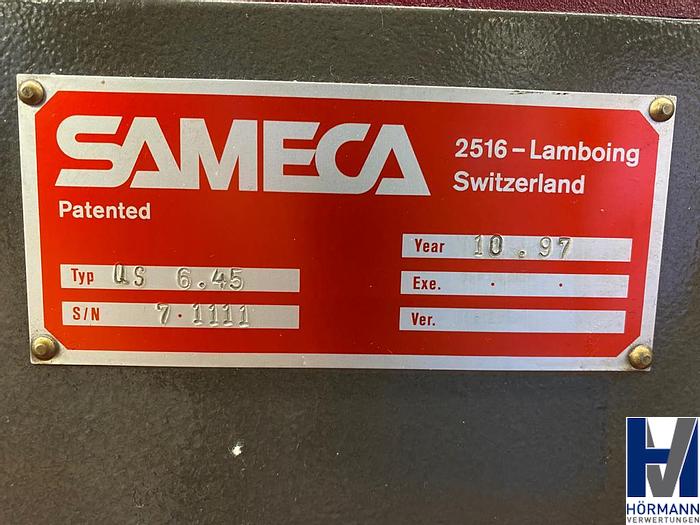 SAMECA
2516 – Lamboing
Switzerland
Patented
Year 10.97
Typ QS 6.45
Exe. . .
S/N 7.1111
Ver.
HÖRMANN
VERWERTUNGEN